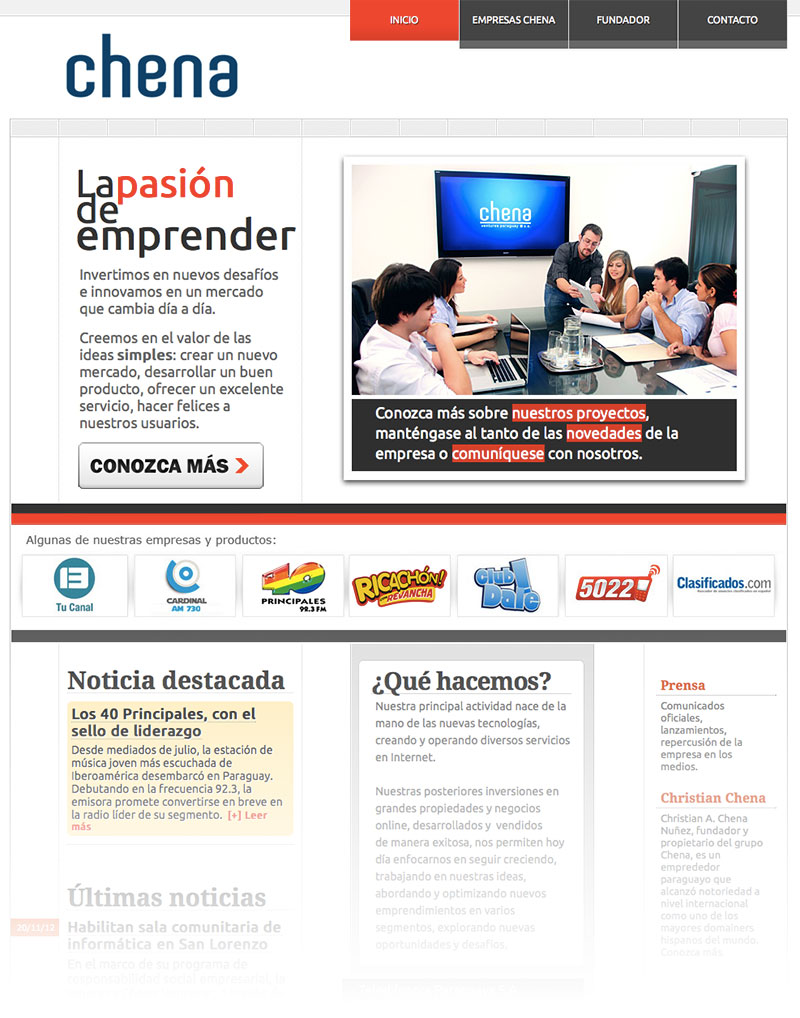 INICIO
EMPRESAS CHENA
FUNDADOR
CONTACTO
chena
La pasión
de
emprender
Invertimos en nuevos desafíos
e innovamos en un mercado
que cambia día a día.
Creemos en el valor de las
ideas simples: crear un nuevo
mercado, desarrollar un buen
producto, ofrecer un excelente
servicio, hacer felices a
nuestros usuarios.
CONOZCA MÁS
chena
Conozca más sobre nuestros proyectos,
manténgase al tanto de las novedades de la
empresa o comuníquese con nosotros.
Algunas de nuestras empresas y productos:
13
Tu Canal
CARDINAL
AM 730
40
PRINCIPALES
92.3 FM
RICACHÓN!
REVANCHA
Club
Dale
5022
Clasificados.com
Buscador de anuncios clasificados en español
Noticia destacada
Los 40 Principales, con el
sello de liderazgo
Desde mediados de julio, la estación de
música joven más escuchada de
Iberoamérica desembarcó en Paraguay.
Debutando en la frecuencia 92.3, la
emisora promete convertirse en breve en
la radio líder de su segmento. [+] Leer
más
Últimas noticias
20/11/12
Habilitan sala comunitaria de
informática en San Lorenzo
En el marco de su programa de
responsabilidad social empresarial, la
¿Qué hacemos?
Nuestra principal actividad nace de la
mano de las nuevas tecnologías,
creando y operando diversos servicios
en Internet.
Nuestras posteriores inversiones en
grandes propiedades y negocios
online, desarrollados y vendidos
de manera exitosa, nos permiten hoy
día enfocarnos en seguir creciendo,
trabajando en nuestras ideas,
abordando y optimizando nuevos
emprendimientos en varios
segmentos, explorando nuevas
oportunidades y desafíos.
Prensa
Comunicados
oficiales,
lanzamientos,
repercusión de la
empresa en los
medios.
Christian Chena
Christian A. Chena
Nuñez, fundador y
propietario del grupo
Chena, es un
emprededor
paraguayo que
alcanzó notoriedad a
nivel internacional
como uno de los
mayores domainers
hispanos del mundo.
Conozca más